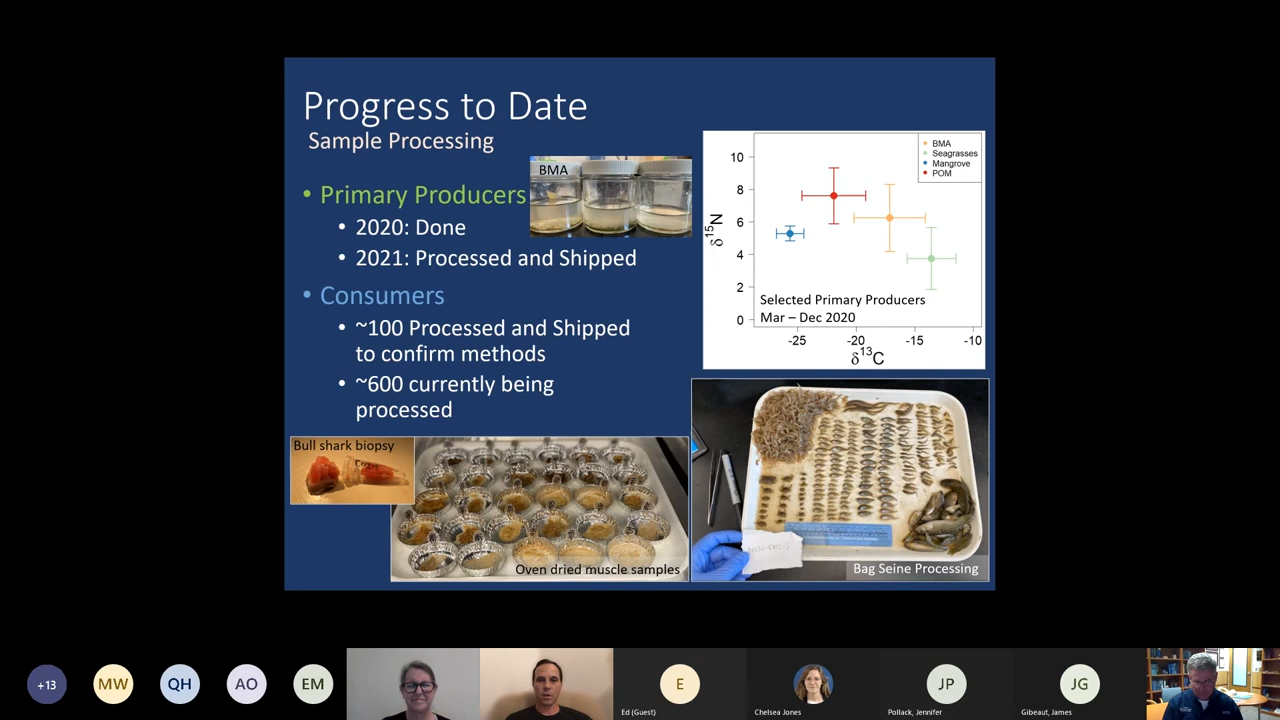 Progress to Date
Sample Processing
• Primary Producers
• 2020: Done
• 2021: Processed and Shipped
• Consumers
• ~100 Processed and Shipped
to confirm methods
• ~600 currently being
processed
BMA
10
8
6
4
2
0
δ15N
BMA
Seagrasses
Mangrove
POM
Selected Primary Producers
Mar – Dec 2020
-25
-20
-15
-10
δ13C
Bull shark biopsy
Oven dried muscle samples
Bag Seine Processing
+13
MW
QH
AO
EM
E
Ed (Guest)
Chelsea Jones
JP
Pollack, Jennifer
JG
Gibeaut, James